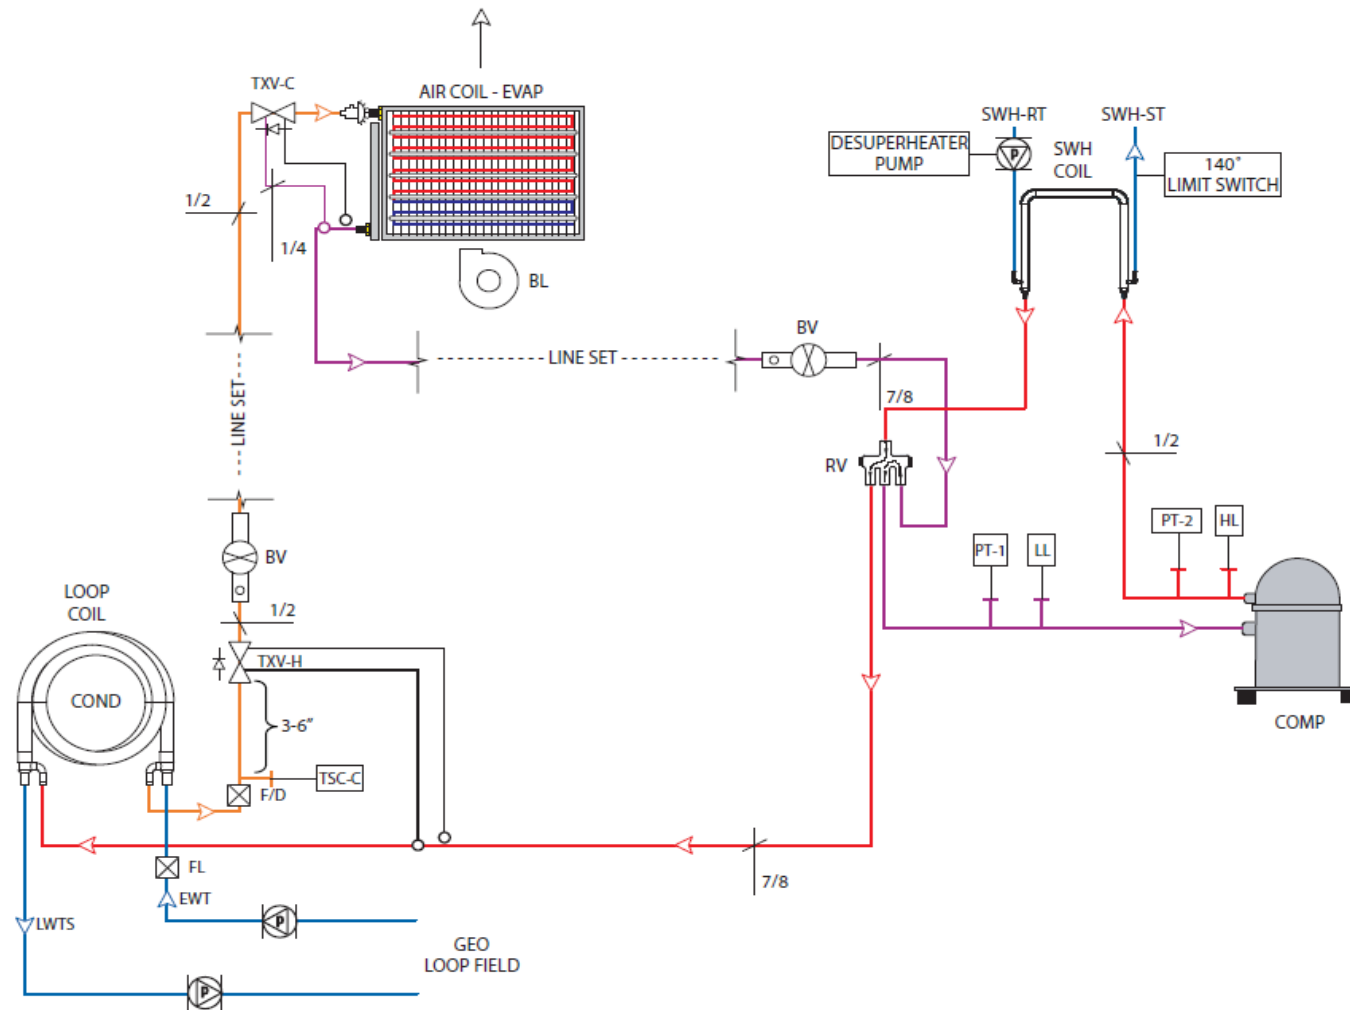 TXV-C
AIR COIL - EVAP
SWH-RT
SWH-ST
DESUPERHEATER
PUMP
P
SWH
COIL
140°
LIMIT SWITCH
1/2
1/4
BL
BV
LINE SET
7/8
LINE SET
RV
1/2
PT-2
HL
PT-1
LL
BV
LOOP
COIL
1/2
TXV-H
COND
3-6"
COMP
TSC-C
F/D
FL
7/8
EWT
LWTS
P
GEO
LOOP FIELD
P